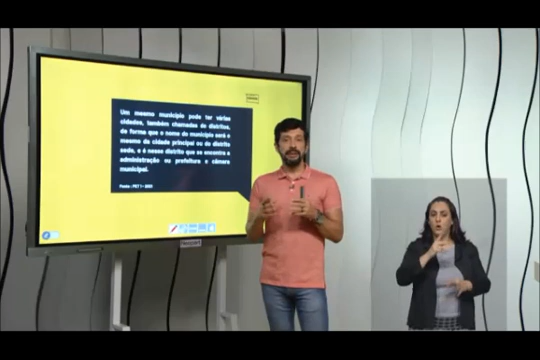 Um mesmo município pode ter várias
cidades, também chamadas de distritos,
de forma que o nome do município será o
mesmo da cidade principal ou do distrito
sede, e é nesse distrito que se encontra a
administração ou prefeitura e câmara
municipal.